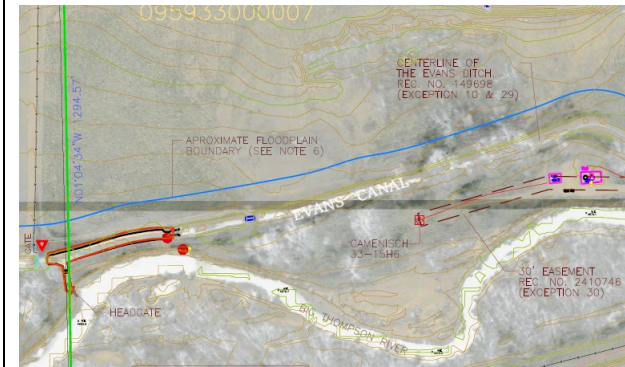 095933000007
CENTERLINE OF
THE EVANS DITCH.
REC. NO. 149698
(EXCEPTION 10 & 29)
N01°04'34"W 1294.57'
APROXIMATE FLOODPLAIN
BOUNDARY (SEE NOTE 6)
EVANS CANAL
GATE
CAMENISCH
33-15H6
30' EASEMENT
REC. NO. 2410746
(EXCEPTION 30)
HEADGATE
BIG THOMPSON RIVER